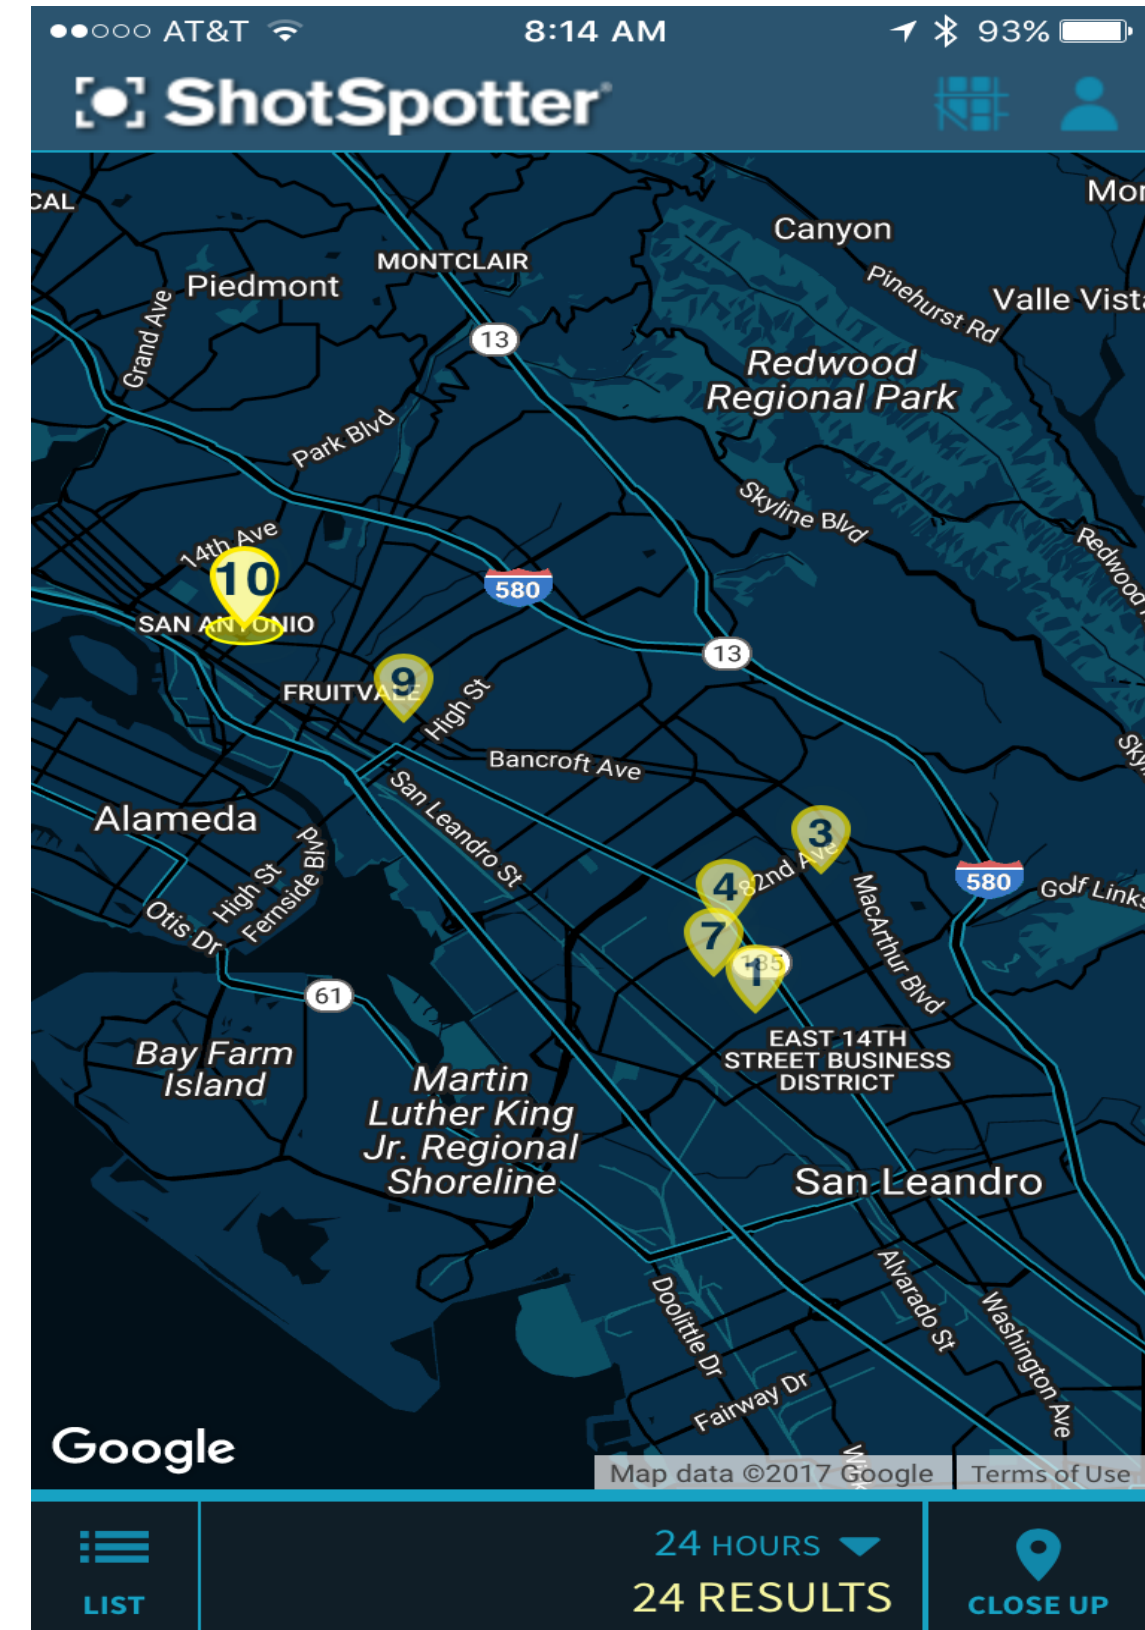 AT&T
8:14 AM
93%
ShotSpotter
CAL
Mor
Canyon
MONTCLAIR
Piedmont
Pinehurst Rd
Valle Vista
Grand Ave
13
Redwood
Regional Park
Park Blvd
Skyline Blvd
14th Ave
Redwood
10
580
SAN ANTONIO
13
9
FRUITVALE
High St
Sky
Bancroft Ave
San Leandro St
Alameda
3
82nd Ave
4
580
Golf Links
High St
Fernside Blvd
MacArthur Blvd
Otis Dr
7
185
1
61
EAST 14TH
STREET BUSINESS
DISTRICT
Bay Farm
Island
Martin
Luther King
Jr. Regional
Shoreline
San Leandro
Alvarado St
Doolittle Dr
Washington Ave
Fairway Dr
Google
Map data ©2017 Google
Terms of Use
24 HOURS
LIST
24 RESULTS
CLOSE UP